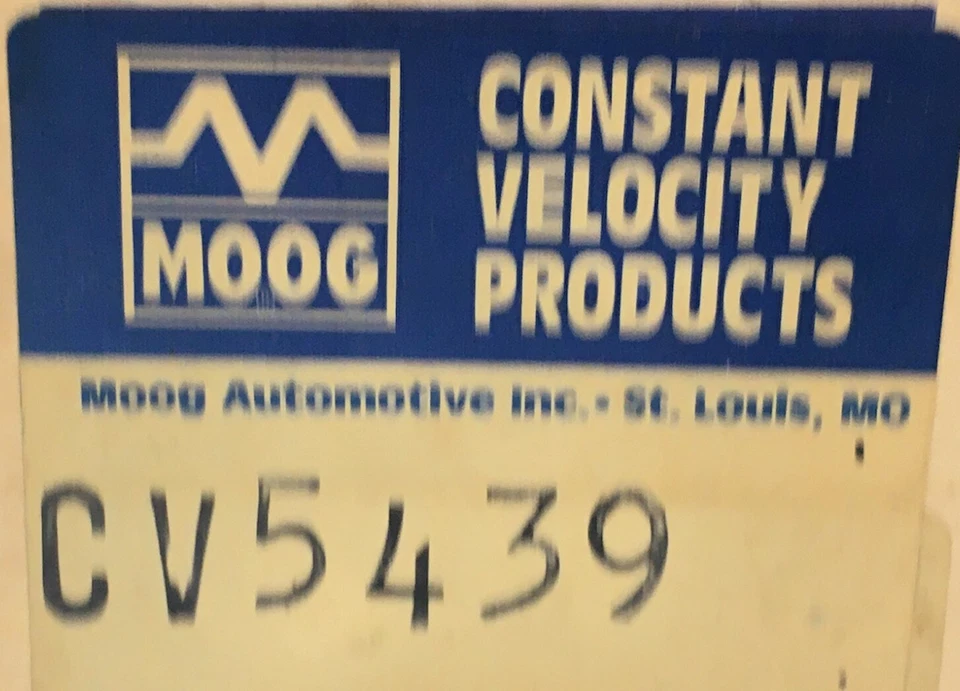 MOOG
CONSTANT
VELOCITY
PRODUCTS
Moog Automotive Inc. • St. Louis, MO
CV5439